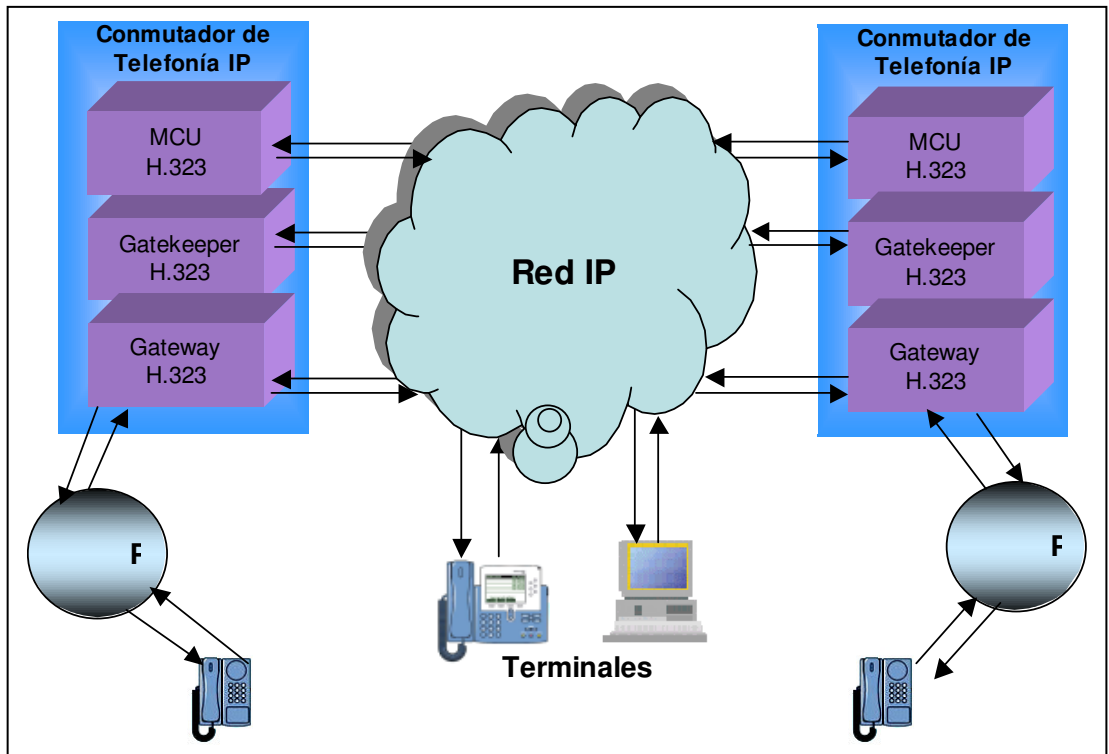 Conmutador de
Telefonía IP
MCU
H.323
Gatekeeper
H.323
Gateway
H.323
Red IP
Conmutador de
Telefonía IP
MCU
H.323
Gatekeeper
H.323
Gateway
H.323
Terminales